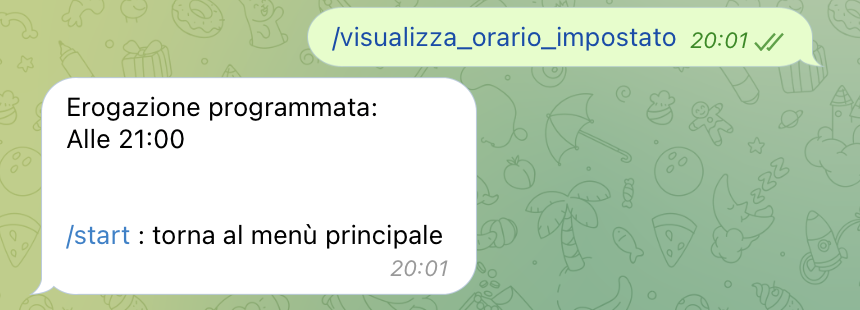 /visualizza_orario_impostato 20:01
Erogazione programmata:
Alle 21:00
/start : torna al menù principale
20:01